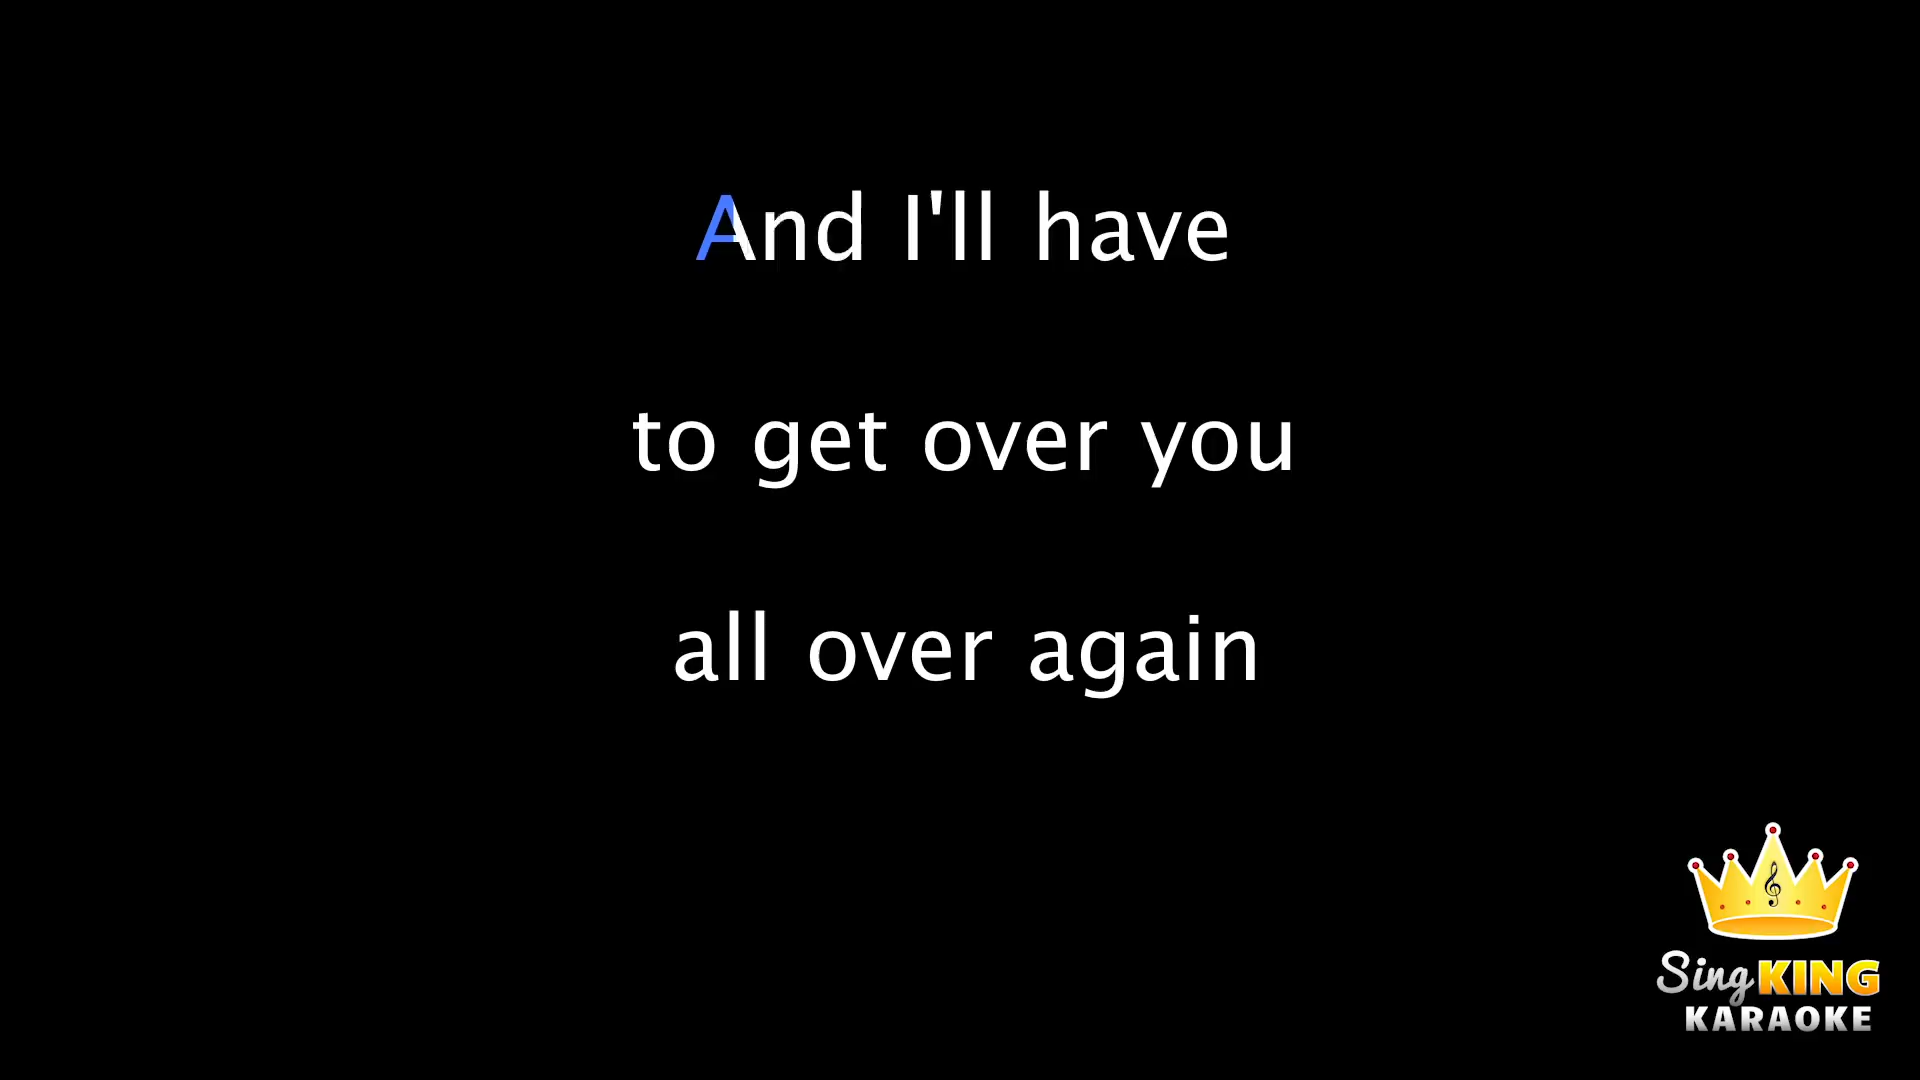 And I'll have
to get over you
all over again
Sing KING
KARAOKE